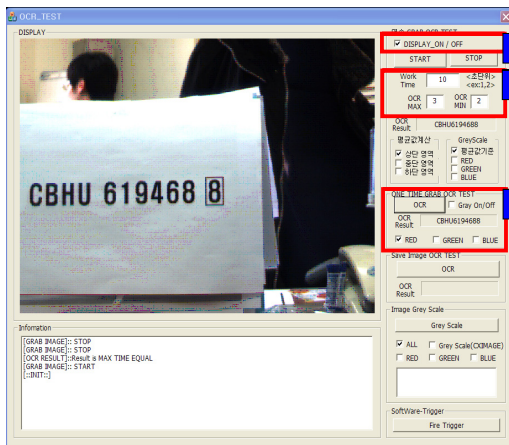 OCR_TEST
DISPLAY
CBHU 619468 8
Infomation
[GRAB IMAGE]:: STOP
[GRAB IMAGE]:: STOP
[OCR RESULT]::Result is MAX TIME EQUAL
[GRAB IMAGE]:: START
[::INIT::]
GRAB OCR TEST
DISPLAY_ON / OFF
START STOP
Work Time 10 <초단위> <ex:1,2>
OCR MAX 3 OCR MIN 2
OCR Result CBHU6194688
평균값계산
상단 영역
중단 영역
하단 영역
GreyScale
평균값기준
RED
GREEN
BLUE
ONE TIME GRAB OCR TEST
OCR Gray On/Off
OCR Result CBHU6194688
RED GREEN BLUE
Save Image OCR TEST
OCR
OCR Result
Image Grey Scale
Grey Scale
ALL Grey Scale(CXIMAGE)
RED GREEN BLUE
SoftWare-Trigger
Fire Trigger